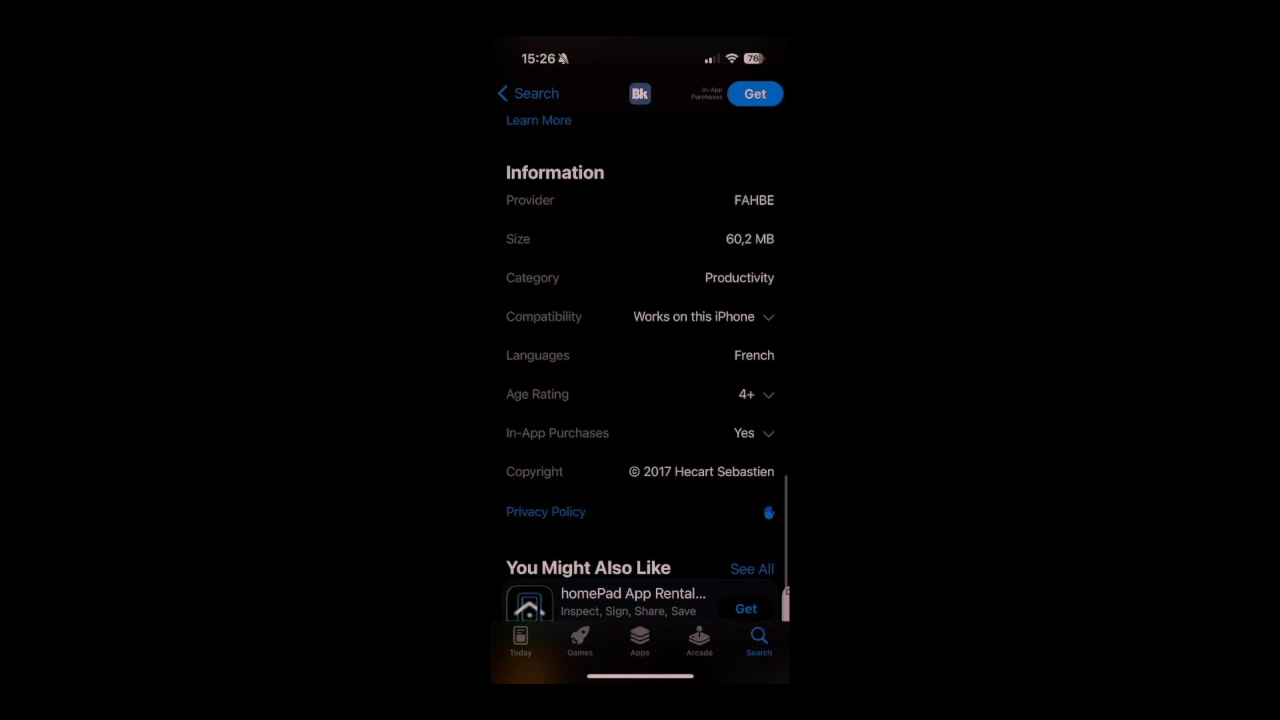 15:26
76
Search
Bk
In-App
Purchases
Get
Learn More
Information
Provider FAHBE
Size 60,2 MB
Category Productivity
Compatibility Works on this iPhone
Languages French
Age Rating 4+
In-App Purchases Yes
Copyright © 2017 Hecart Sebastien
Privacy Policy
You Might Also Like See All
homePad App Rental...
Inspect, Sign, Share, Save
Get
Today Games Apps Arcade Search